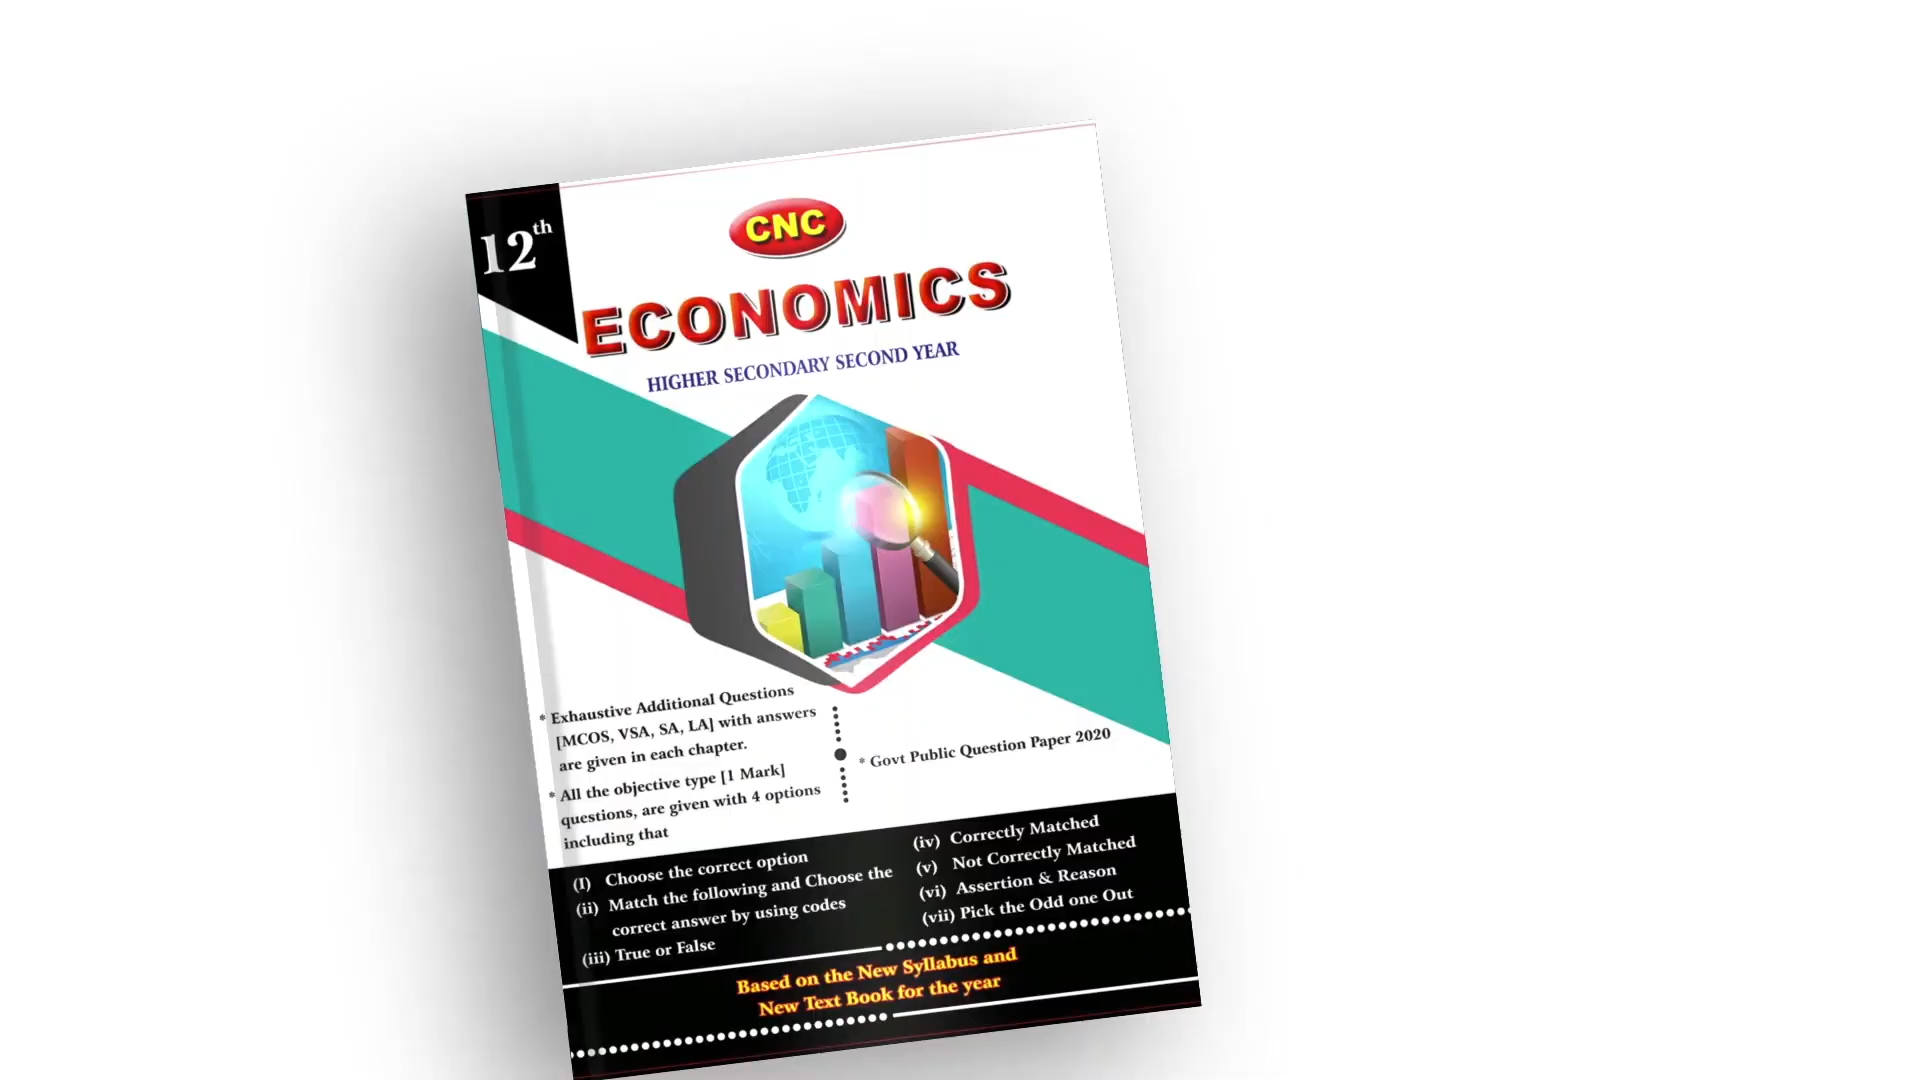 12th
CNC
ECONOMICS
HIGHER SECONDARY SECOND YEAR
* Exhaustive Additional Questions
[MCOS, VSA, SA, LA] with answers
are given in each chapter.
* All the objective type [1 Mark]
questions, are given with 4 options
including that
* Govt Public Question Paper 2020
(I) Choose the correct option
(ii) Match the following and Choose the
correct answer by using codes
(iii) True or False
(iv) Correctly Matched
(v) Not Correctly Matched
(vi) Assertion & Reason
(vii) Pick the Odd one Out
Based on the New Syllabus and
New Text Book for the year